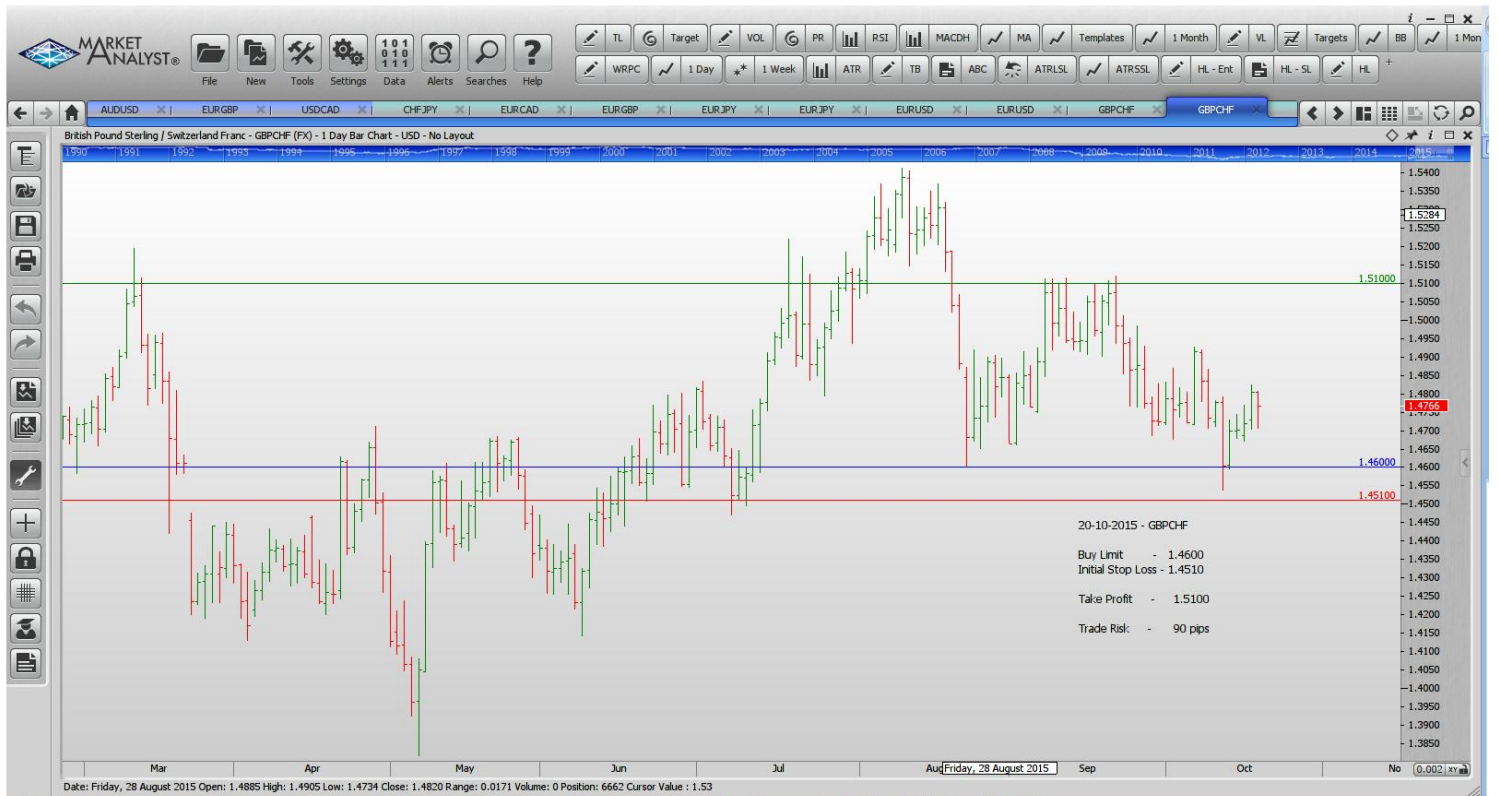 MARKET
ANALYST®
File New Tools Settings Data Alerts Searches Help
TL Target VOL PR RSI MACDH MA Templates 1 Month VL Targets BB 1 Mon
WRPC 1 Day 1 Week ATR TB ABC ATRLSL ATRSSL HL - Ent HL - SL HL
AUDUSD EURGBP USDCAD CHFJPY EURCAD EURGBP EURJPY EURJPY EURUSD EURUSD GBPCHF GBPCHF
British Pound Sterling / Switzerland Franc - GBPCHF (FX) - 1 Day Bar Chart - USD - No Layout
1990 1991 1992 1993 1994 1995 1996 1997 1998 1999 2000 2001 2002 2003 2004 2005 2006 2007 2008 2009 2010 2011 2012 2013 2014 2015
1.5400
1.5350
1.5284
1.5250
1.5200
1.5150
1.51000
1.5100
1.5050
1.5000
1.4950
1.4900
1.4850
1.4800
1.4766
1.4700
1.4650
1.46000
1.4600
1.4550
1.45100
1.4500
1.4450
1.4400
1.4350
1.4300
1.4250
1.4200
1.4150
1.4100
1.4050
1.4000
1.3950
1.3900
1.3850
20-10-2015 - GBPCHF
Buy Limit - 1.4600
Initial Stop Loss - 1.4510
Take Profit - 1.5100
Trade Risk - 90 pips
Mar Apr May Jun Jul Aug Friday, 28 August 2015 Sep Oct No 0.002 XY
Date: Friday, 28 August 2015 Open: 1.4885 High: 1.4905 Low: 1.4734 Close: 1.4820 Range: 0.0171 Volume: 0 Position: 6662 Cursor Value : 1.53